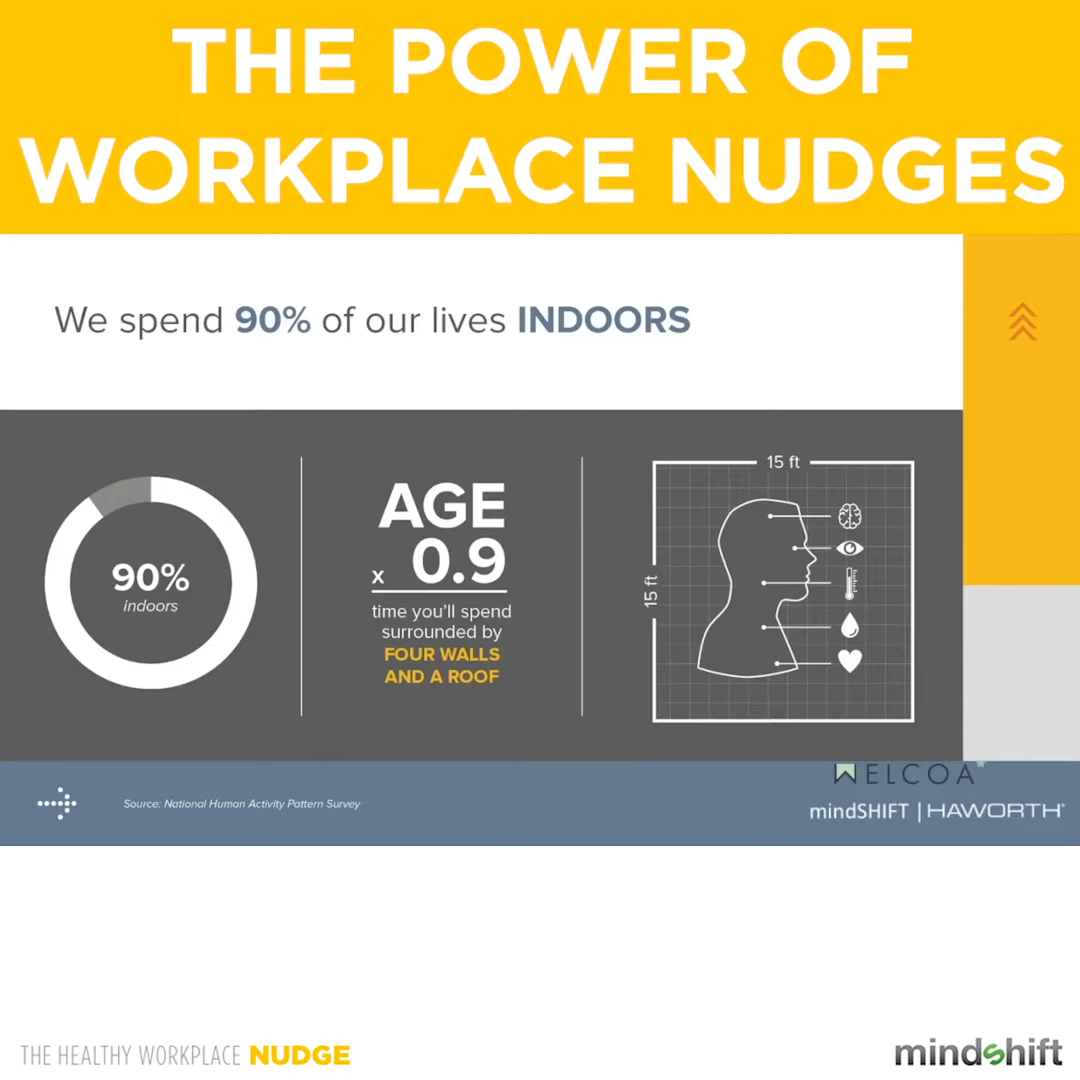 THE POWER OF
WORKPLACE NUDGES
We spend 90% of our lives INDOORS
90%
indoors
AGE
x 0.9
time you'll spend
surrounded by
FOUR WALLS
AND A ROOF
15 ft
15 ft
Source: National Human Activity Pattern Survey
WELCOA
mindSHIFT | HAWORTH
THE HEALTHY WORKPLACE NUDGE
mindshift